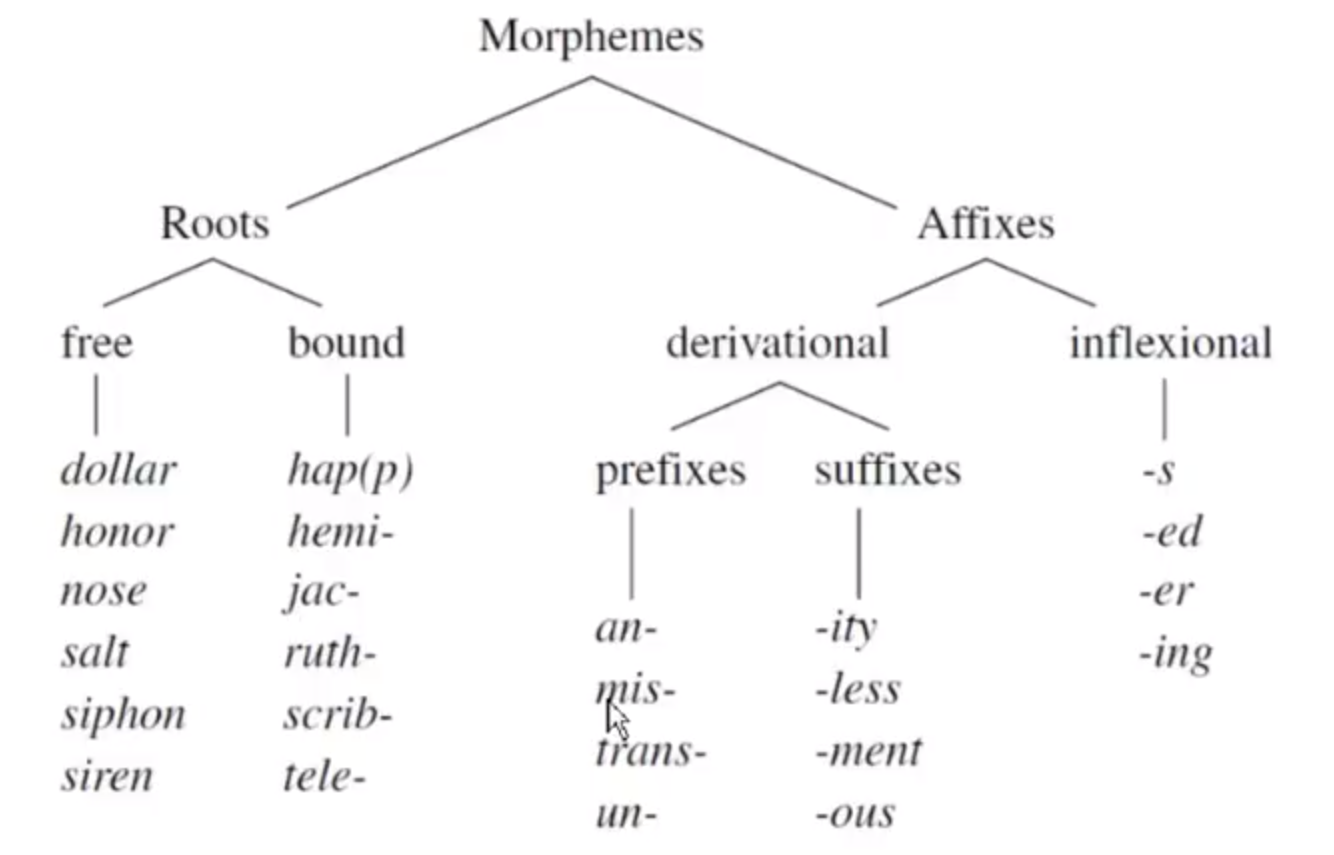 Morphemes
Roots Affixes
free bound derivational inflexional
dollar hap(p) prefixes suffixes -s
honor hemi- -ed
nose jac- -er
an- -ity
salt ruth- -ing
mis- -less
siphon scrib-
trans- -ment
siren tele-
un- -ous